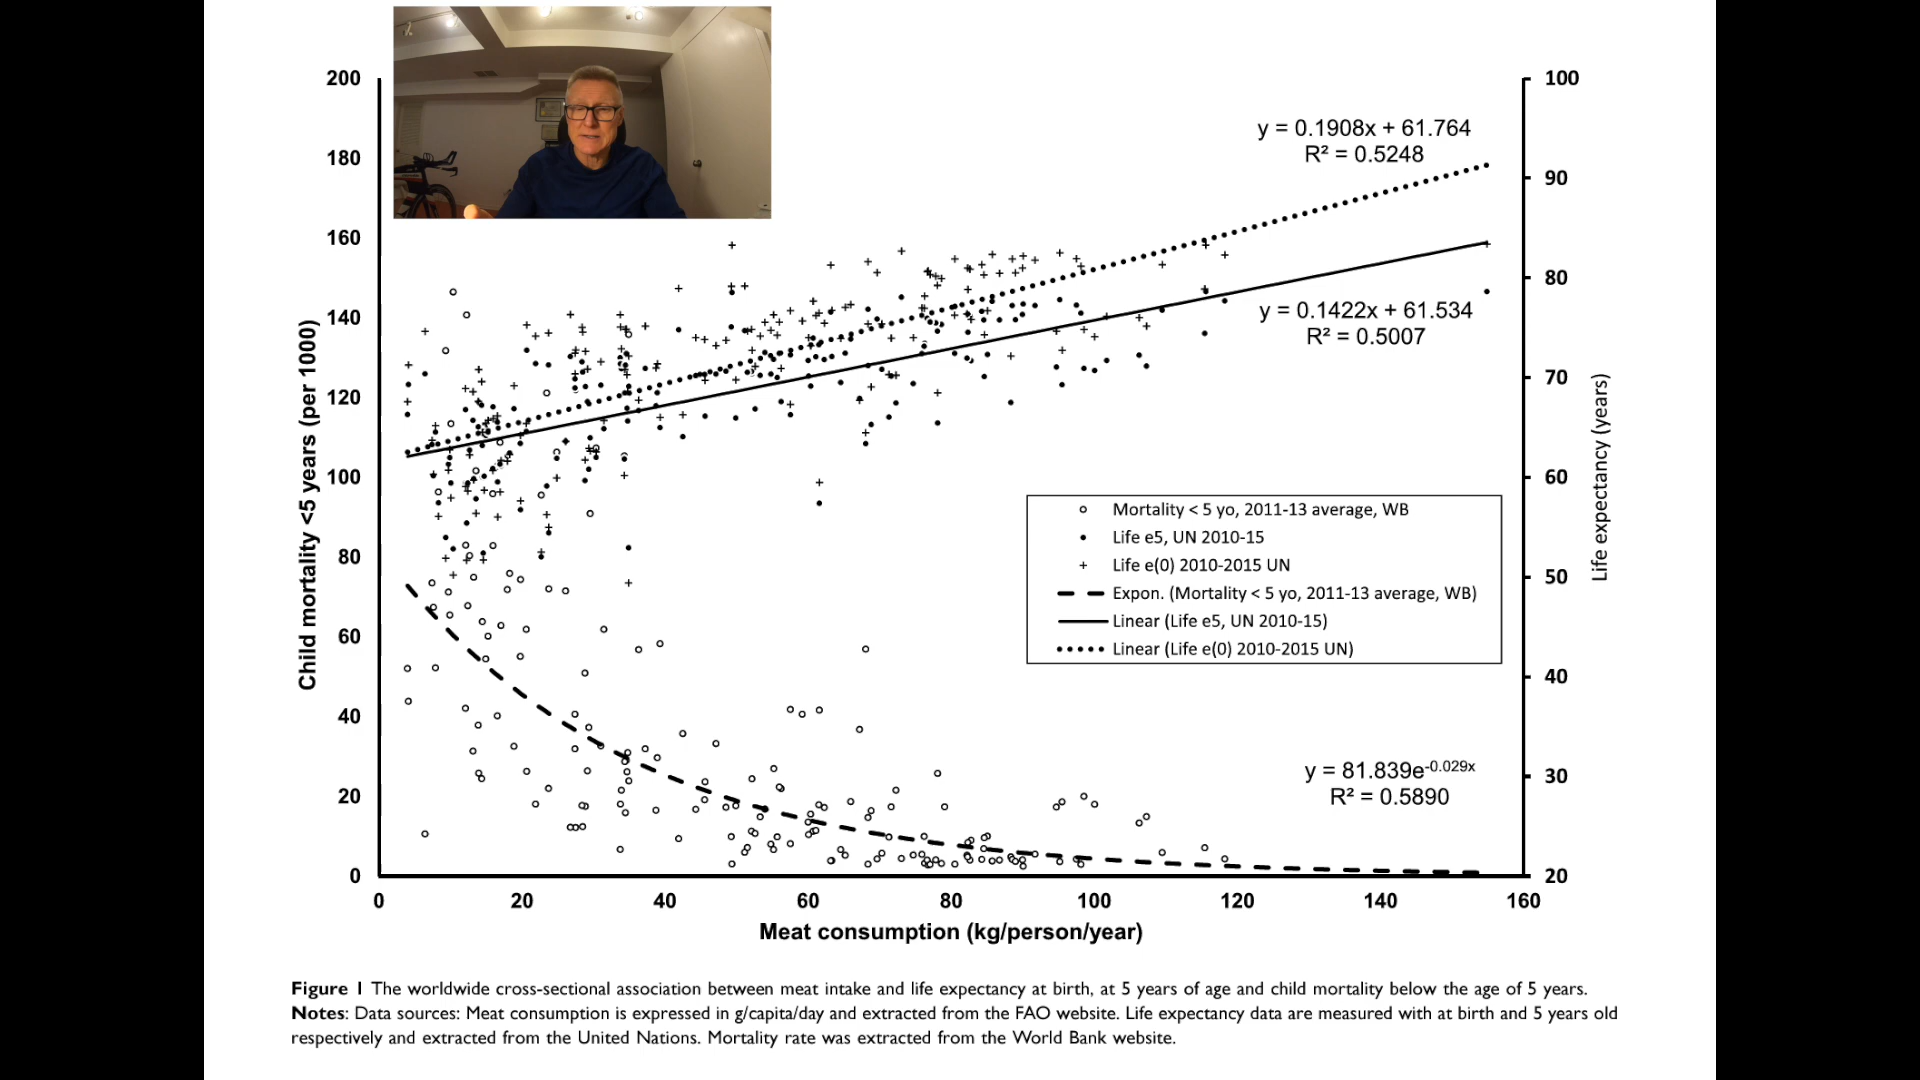 200
180
160
140
120
100
80
60
40
20
0
Child mortality <5 years (per 1000)
100
90
80
70
60
50
40
30
20
Life expectancy (years)
y = 0.1908x + 61.764
R² = 0.5248
y = 0.1422x + 61.534
R² = 0.5007
Mortality < 5 yo, 2011-13 average, WB
Life e5, UN 2010-15
Life e(0) 2010-2015 UN
Expon. (Mortality < 5 yo, 2011-13 average, WB)
Linear (Life e5, UN 2010-15)
Linear (Life e(0) 2010-2015 UN)
y = 81.839e^-0.029x
R² = 0.5890
0 20 40 60 80 100 120 140 160
Meat consumption (kg/person/year)
Figure 1 The worldwide cross-sectional association between meat intake and life expectancy at birth, at 5 years of age and child mortality below the age of 5 years.
Notes: Data sources: Meat consumption is expressed in g/capita/day and extracted from the FAO website. Life expectancy data are measured with at birth and 5 years old
respectively and extracted from the United Nations. Mortality rate was extracted from the World Bank website.